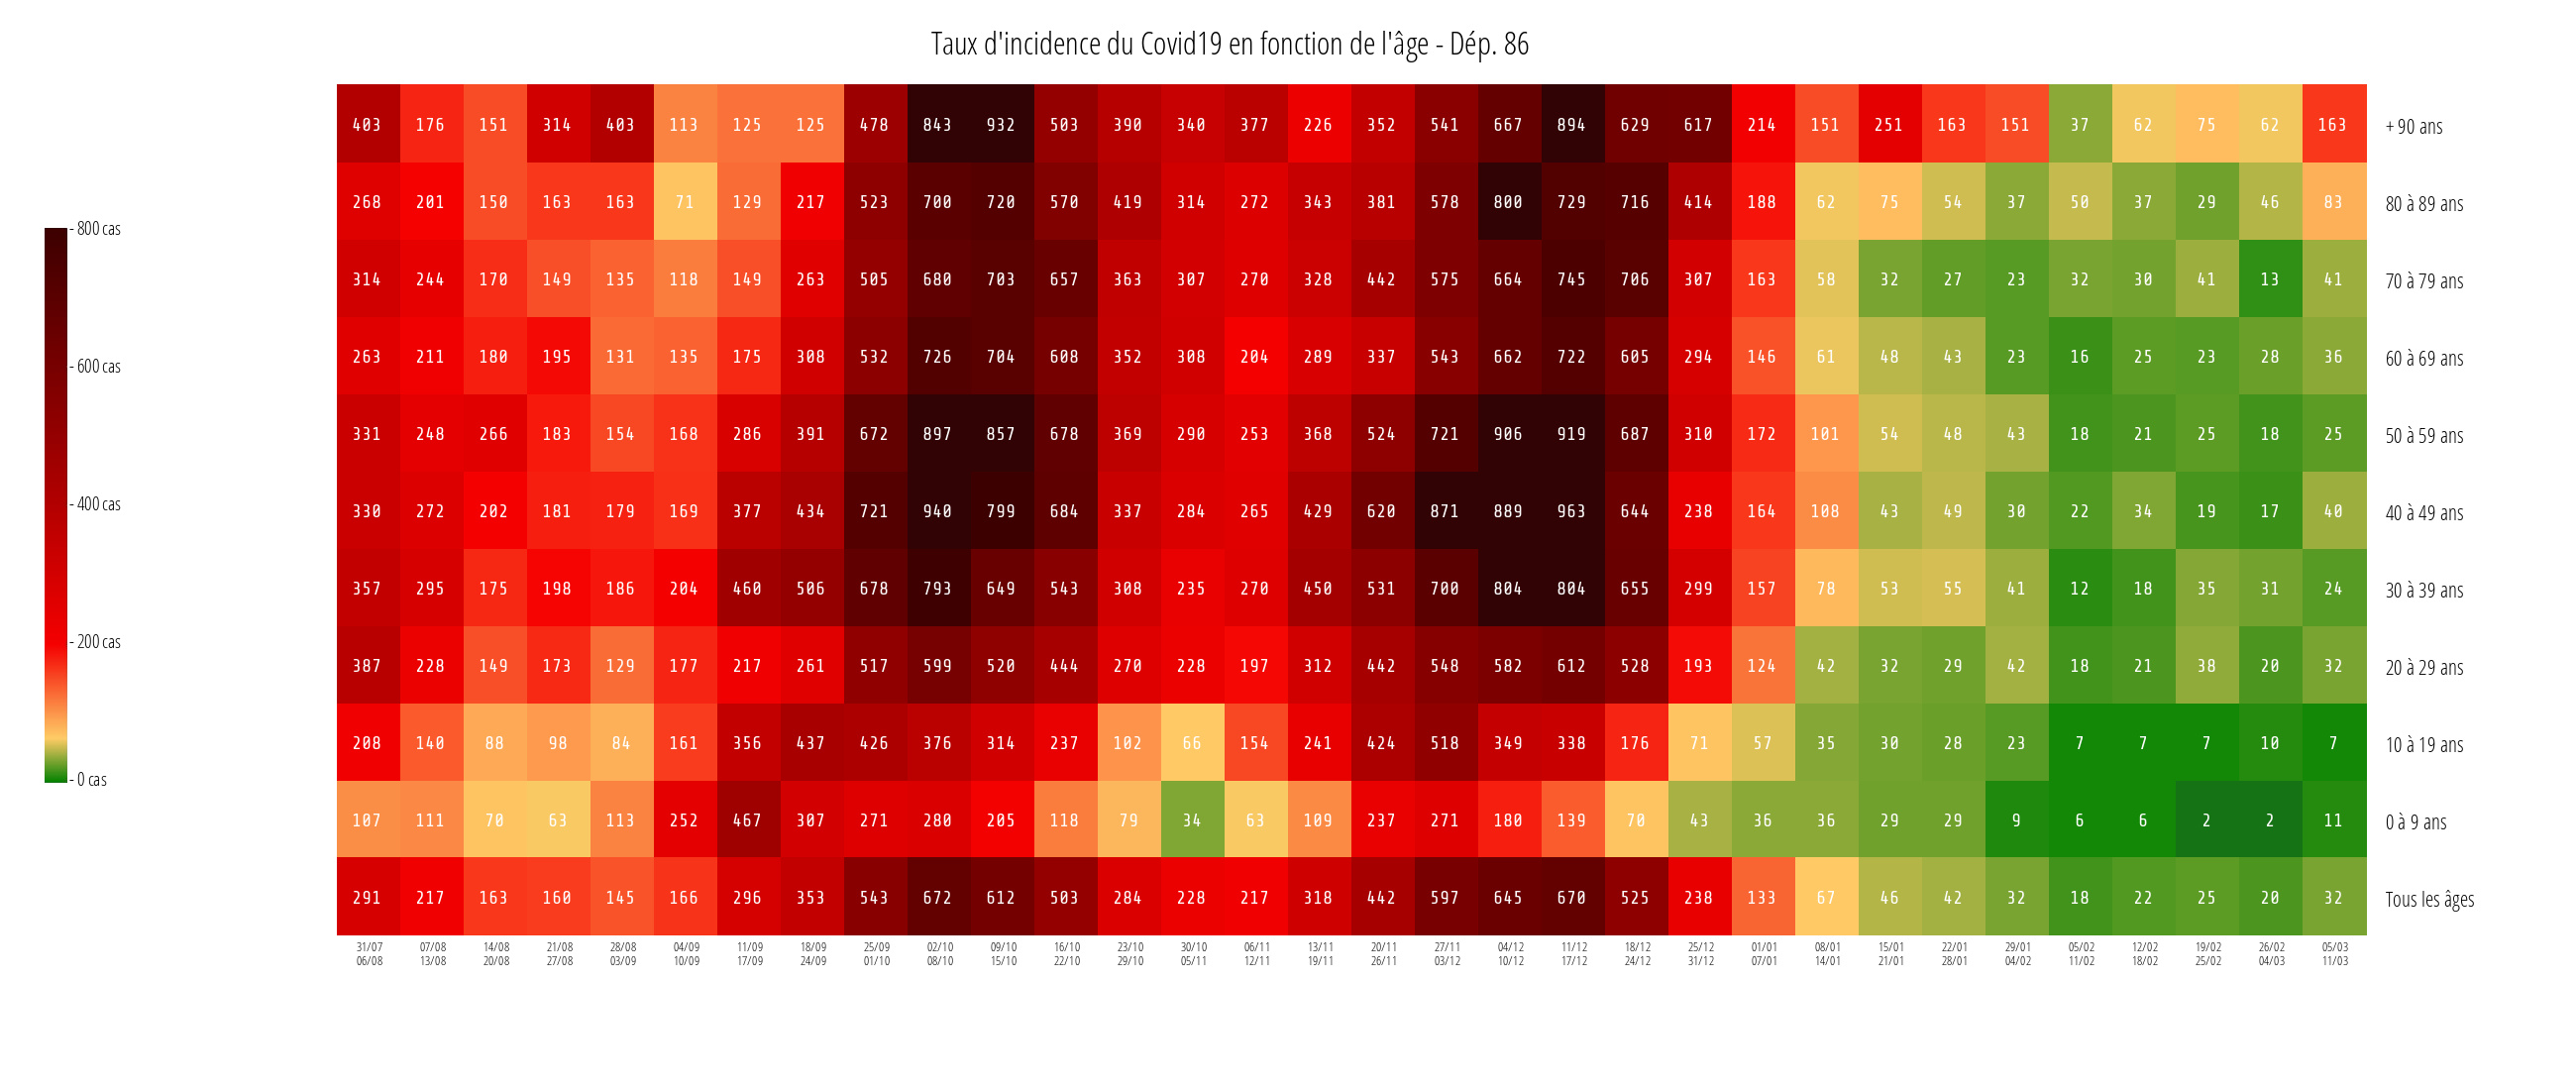 Taux d'incidence du Covid19 en fonction de l'âge - Dép. 86
403 176 151 314 403 113 125 125 478 843 932 503 390 340 377 226 352 541 667 894 629 617 214 151 251 163 151 37 62 75 62 163 + 90 ans
268 201 150 163 163 71 129 217 523 700 720 570 419 314 272 343 381 578 800 729 716 414 188 62 75 54 37 50 37 29 46 83 80 à 89 ans
- 800 cas
314 244 170 149 135 118 149 263 505 680 703 657 363 307 270 328 442 575 664 745 706 307 163 58 32 27 23 32 30 41 13 41 70 à 79 ans
263 211 180 195 131 135 175 308 532 726 704 608 352 308 204 289 337 543 662 722 605 294 146 61 48 43 23 16 25 23 28 36 60 à 69 ans
- 600 cas
331 248 266 183 154 168 286 391 672 897 857 678 369 290 253 368 524 721 906 919 687 310 172 101 54 48 43 18 21 25 18 25 50 à 59 ans
- 400 cas
330 272 202 181 179 169 377 434 721 940 799 684 337 284 265 429 620 871 889 963 644 238 164 108 43 49 30 22 34 19 17 40 40 à 49 ans
357 295 175 198 186 204 460 506 678 793 649 543 308 235 270 450 531 700 804 804 655 299 157 78 53 55 41 12 18 35 31 24 30 à 39 ans
- 200 cas
387 228 149 173 129 177 217 261 517 599 520 444 270 228 197 312 442 548 582 612 528 193 124 42 32 29 42 18 21 38 20 32 20 à 29 ans
208 140 88 98 84 161 356 437 426 376 314 237 102 66 154 241 424 518 349 338 176 71 57 35 30 28 23 7 7 7 10 7 10 à 19 ans
- 0 cas
107 111 70 63 113 252 467 307 271 280 205 118 79 34 63 109 237 271 180 139 70 43 36 36 29 29 9 6 6 2 2 11 0 à 9 ans
291 217 163 160 145 166 296 353 543 672 612 503 284 228 217 318 442 597 645 670 525 238 133 67 46 42 32 18 22 25 20 32 Tous les âges
31/07 07/08 14/08 21/08 28/08 04/09 11/09 18/09 25/09 02/10 09/10 16/10 23/10 30/10 06/11 13/11 20/11 27/11 04/12 11/12 18/12 25/12 01/01 08/01 15/01 22/01 29/01 05/02 12/02 19/02 26/02 05/03
06/08 13/08 20/08 27/08 03/09 10/09 17/09 24/09 01/10 08/10 15/10 22/10 29/10 05/11 12/11 19/11 26/11 03/12 10/12 17/12 24/12 31/12 07/01 14/01 21/01 28/01 04/02 11/02 18/02 25/02 04/03 11/03